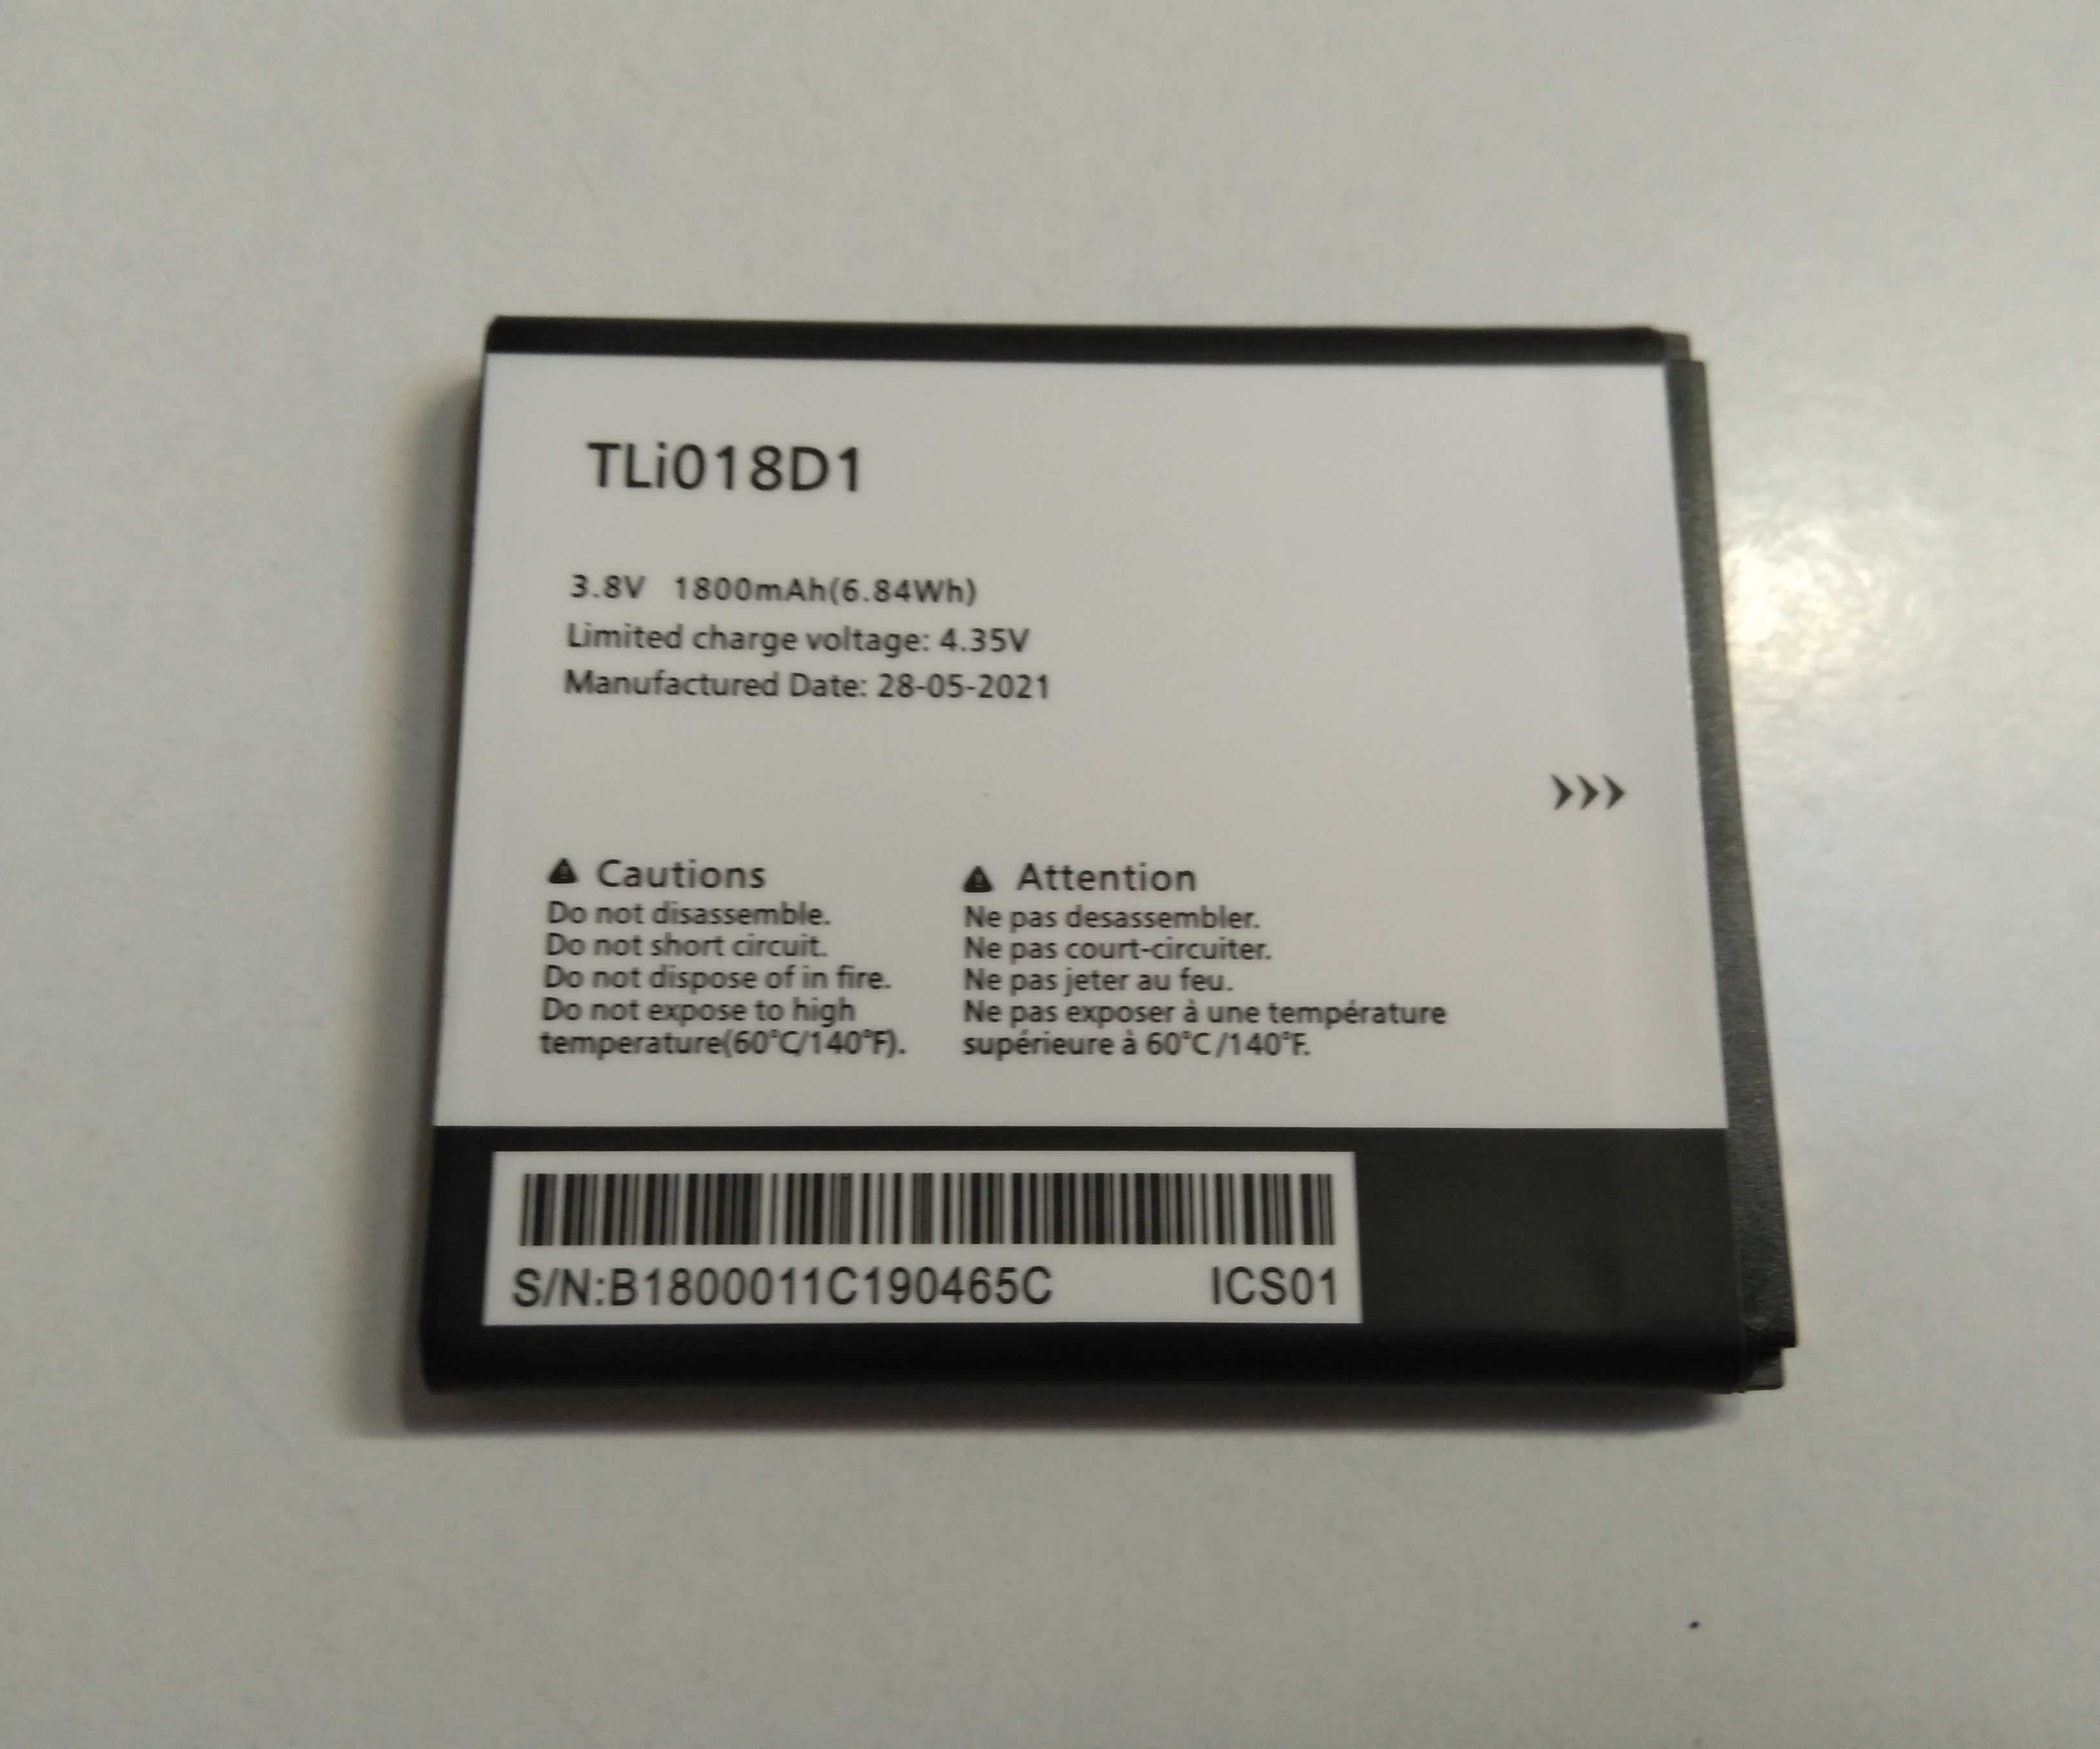 TLi018D1
3.8V 1800mAh(6.84Wh)
Limited charge voltage: 4.35V
Manufactured Date: 28-05-2021
>>>
Cautions
Do not disassemble.
Do not short circuit.
Do not dispose of in fire.
Do not expose to high
temperature(60°C/140°F).
Attention
Ne pas desassembler.
Ne pas court-circuiter.
Ne pas jeter au feu.
Ne pas exposer à une température
supérieure à 60°C/140°F.
S/N:B1800011C190465C ICS01